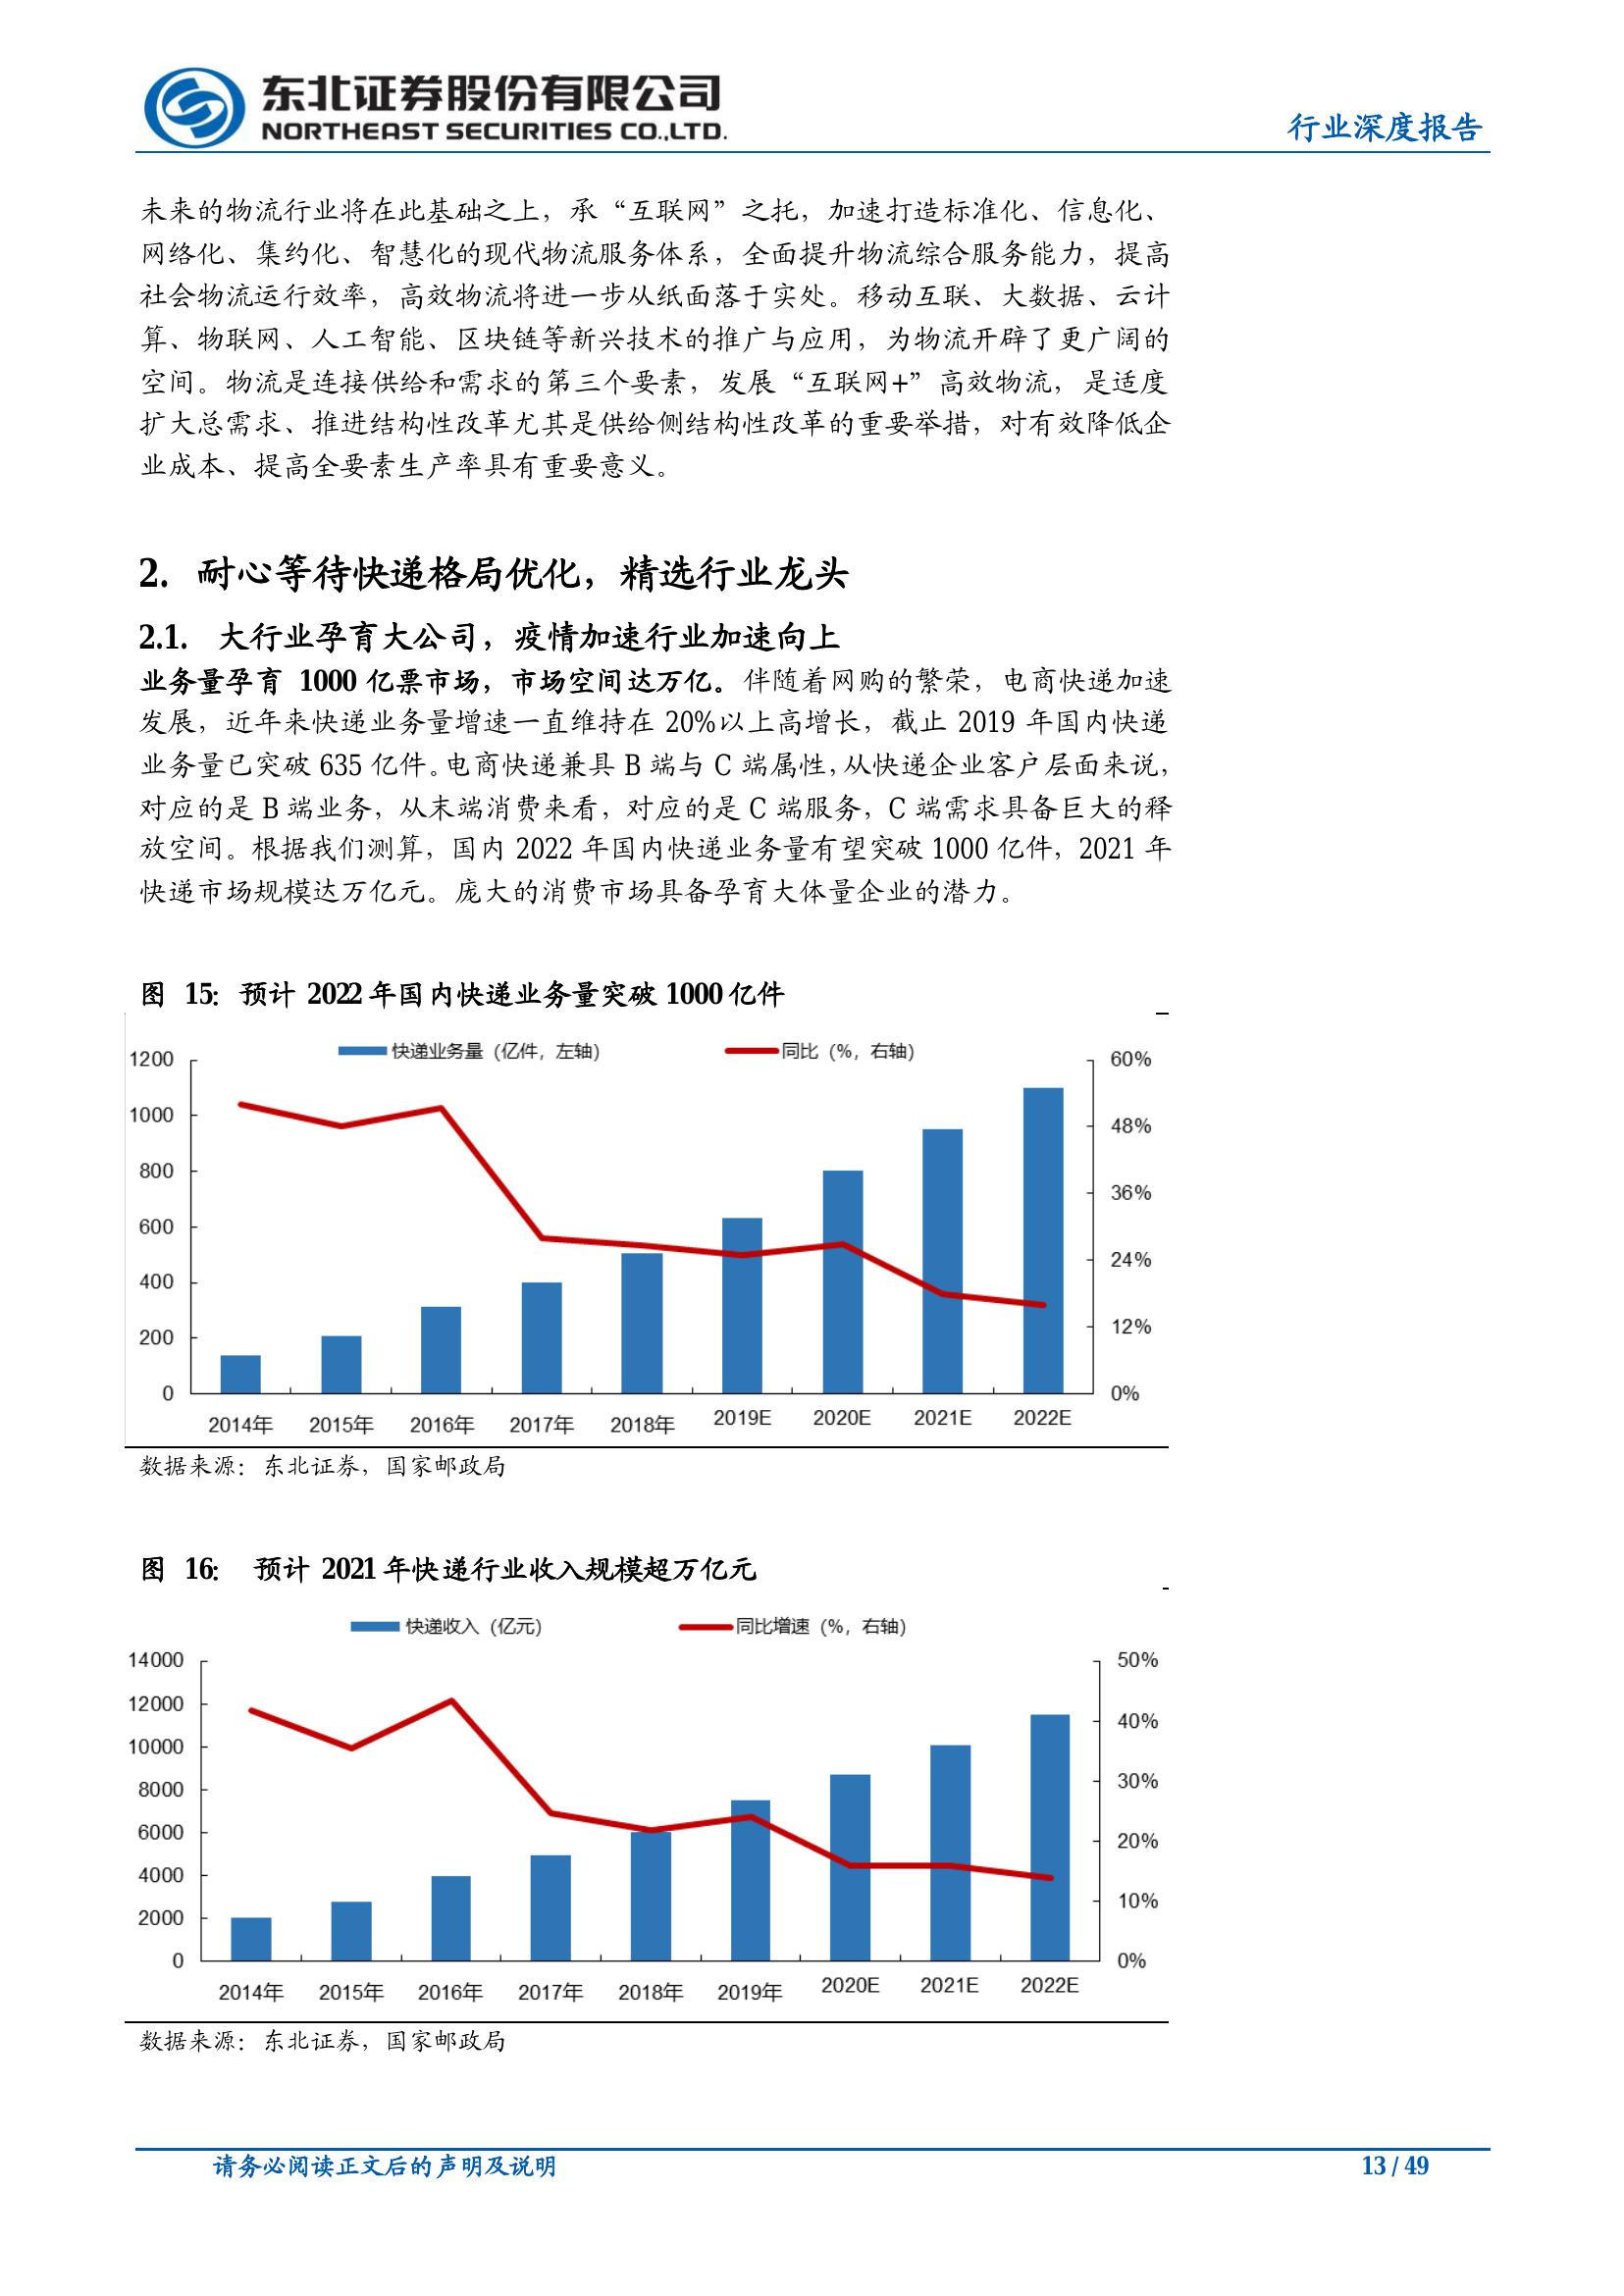 东北证券股份有限公司
NORTHEAST SECURITIES CO.,LTD.
行业深度报告
未来的物流行业将在此基础之上，承“互联网”之托，加速打造标准化、信息化、
网络化、集约化、智慧化的现代物流服务体系，全面提升物流综合服务能力，提高
社会物流运行效率，高效物流将进一步从纸面落于实处。移动互联、大数据、云计
算、物联网、人工智能、区块链等新兴技术的推广与应用，为物流开辟了更广阔的
空间。物流是连接供给和需求的第三个要素，发展“互联网+”高效物流，是适度
扩大总需求、推进结构性改革尤其是供给侧结构性改革的重要举措，对有效降低企
业成本、提高全要素生产率具有重要意义。
2. 耐心等待快递格局优化，精选行业龙头
2.1. 大行业孕育大公司，疫情加速行业加速向上
业务量孕育 1000 亿票市场，市场空间达万亿。伴随着网购的繁荣，电商快递加速
发展，近年来快递业务量增速一直维持在 20%以上高增长，截止 2019 年国内快递
业务量已突破 635 亿件。电商快递兼具 B 端与 C 端属性，从快递企业客户层面来说，
对应的是 B 端业务，从末端消费来看，对应的是 C 端服务，C 端需求具备巨大的释
放空间。根据我们测算，国内 2022 年国内快递业务量有望突破 1000 亿件，2021 年
快递市场规模达万亿元。庞大的消费市场具备孕育大体量企业的潜力。
图 15: 预计 2022 年国内快递业务量突破 1000 亿件
快递业务量（亿件，左轴） 同比（%，右轴）
1200 60%
1000 48%
800 36%
600 24%
400 12%
200 0%
0
2014年 2015年 2016年 2017年 2018年 2019E 2020E 2021E 2022E
数据来源：东北证券，国家邮政局
图 16: 预计 2021 年快递行业收入规模超万亿元
快递收入（亿元） 同比增速（%，右轴）
14000 50%
12000 40%
10000 30%
8000 20%
6000 10%
4000 0%
2000
0
2014年 2015年 2016年 2017年 2018年 2019年 2020E 2021E 2022E
数据来源：东北证券，国家邮政局
请务必阅读正文后的声明及说明 13 / 49